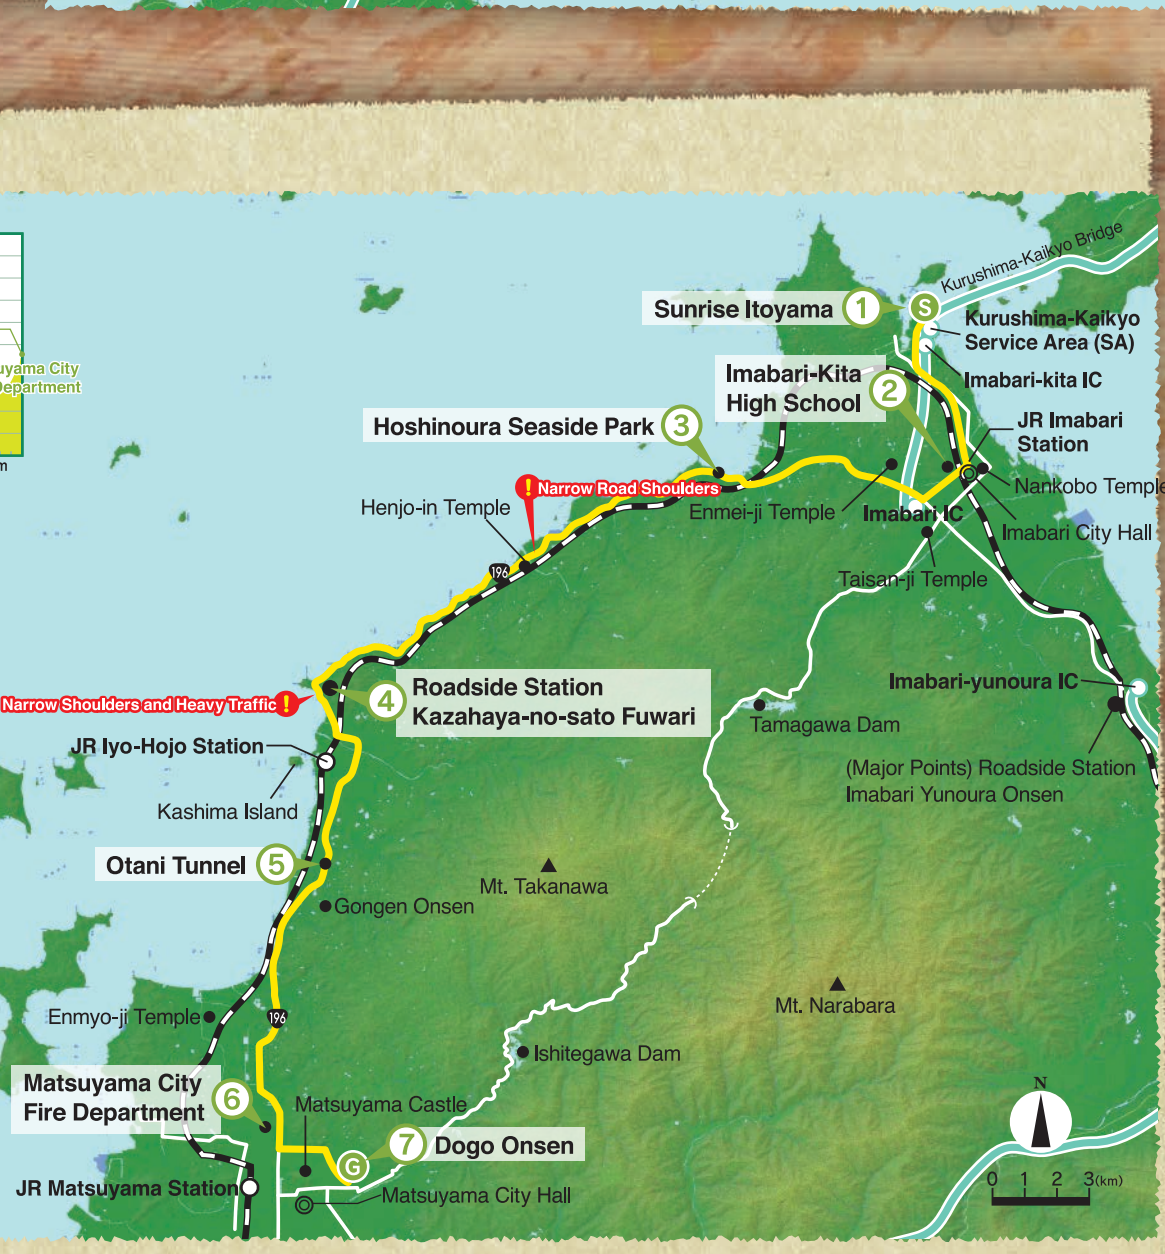 Kurushima-Kaikyo Bridge
Sunrise Itoyama 1
S
Kurushima-Kaikyo
Service Area (SA)
uyama City
Department
m
Imabari-Kita
High School
2
Imabari-kita IC
Hoshinoura Seaside Park 3
JR Imabari
Station
! Narrow Road Shoulders
Henjo-in Temple
Enmei-ji Temple
Imabari IC
Nankobo Temple
Imabari City Hall
196
Taisan-ji Temple
Narrow Shoulders and Heavy Traffic !
4
Roadside Station
Kazahaya-no-sato Fuwari
Imabari-yunoura IC
Tamagawa Dam
JR Iyo-Hojo Station
(Major Points) Roadside Station
Imabari Yunoura Onsen
Kashima Island
Otani Tunnel 5
Mt. Takanawa
Gongen Onsen
Mt. Narabara
Enmyo-ji Temple
196
Ishitegawa Dam
Matsuyama City
Fire Department
6
Matsuyama Castle
7 Dogo Onsen
G
JR Matsuyama Station
Matsuyama City Hall
N
0 1 2 3(km)